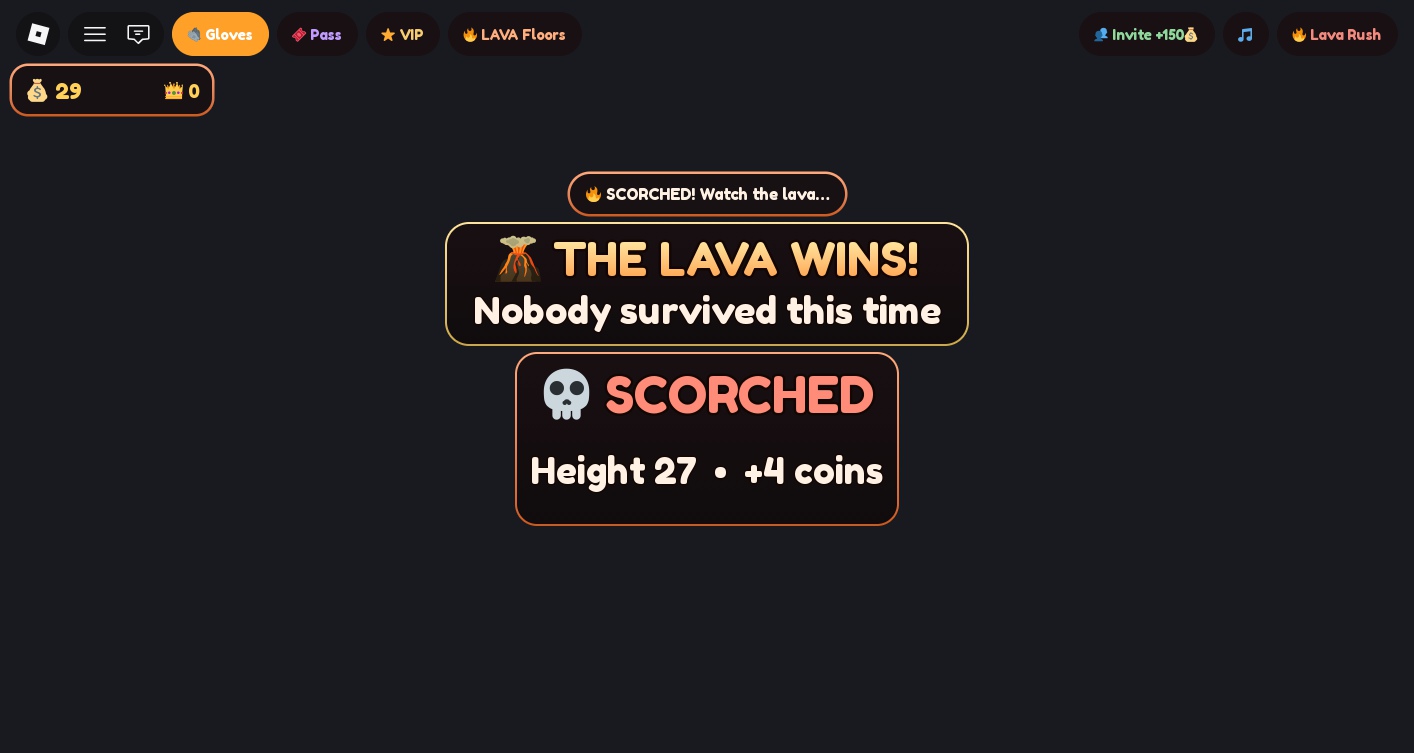 Gloves
Pass
VIP
LAVA Floors
Invite +150
Lava Rush
29
0
SCORCHED! Watch the lava...
THE LAVA WINS!
Nobody survived this time
SCORCHED
Height 27 • +4 coins